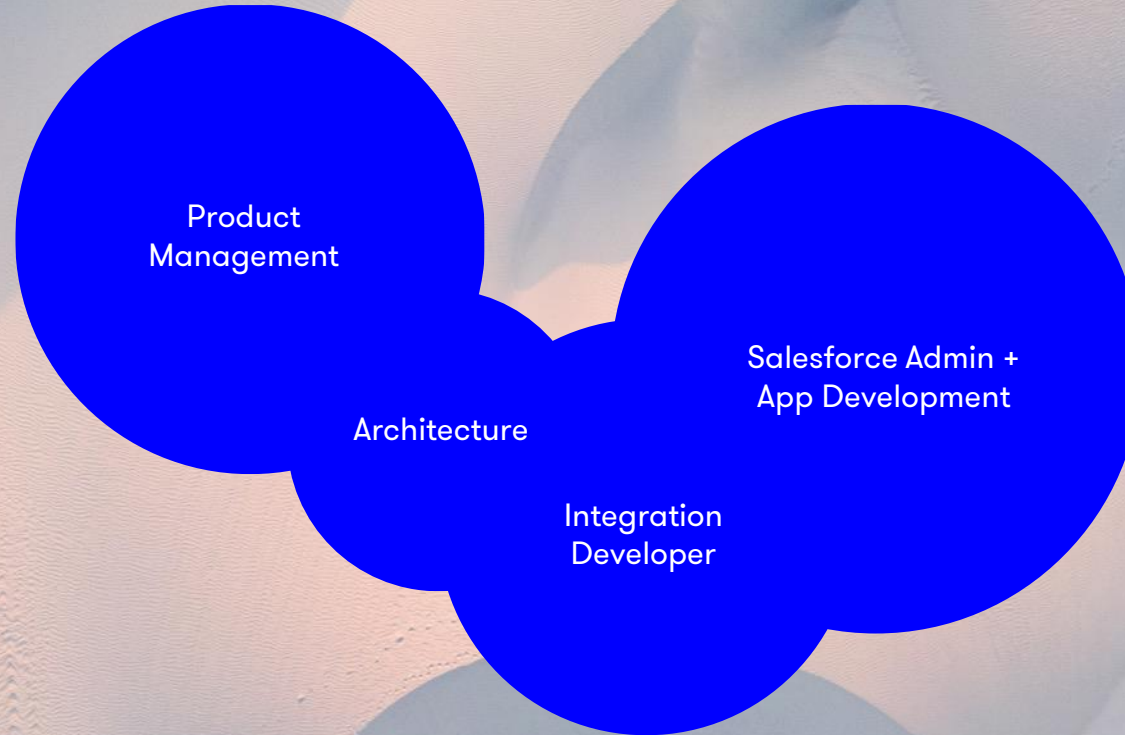 Product
Management
Architecture
Salesforce Admin +
App Development
Integration
Developer